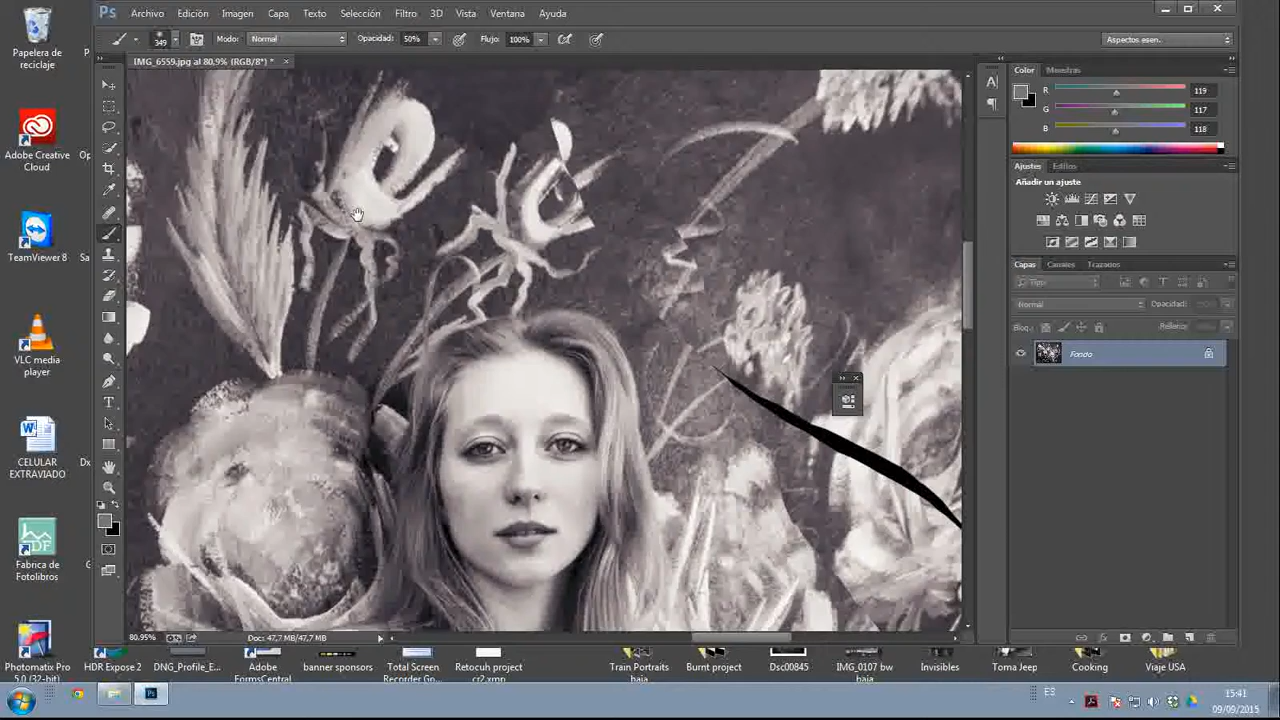 Papelera de
reciclaje
Adobe Creative
Cloud
TeamViewer 8
VLC media
player
CELULAR
EXTRAVIADO
Fabrica de
Fotolibros
Photomatix Pro
5.0 (32-bit)
Ps Archivo Edición Imagen Capa Texto Selección Filtro 3D Vista Ventana Ayuda
349 Modo: Normal Opacidad: 50% Flujo: 100% Aspectos esen.
IMG_6559.jpg al 80,9% (RGB/8*) * ×
Color Muestras
R 119
G 117
B 118
Ajustes Estilos
Añadir un ajuste
Capas Canales Trazados
Tipo
Normal Opacidad:
Bloq.: Relleno:
Fondo
80.95% Doc: 47,7 MB/47,7 MB
HDR Expose 2
DNG_Profile_E...
Adobe
FormsCentral
banner sponsors
Total Screen
Recorder Go...
Retocuh project
cr2.xmp
Train Portraits
baja
Burnt project
Dsc00845
IMG_0107 bw
baja
Invisibles
Toma Jeep
Cooking
Viaje USA
ES
15:41
09/09/2015